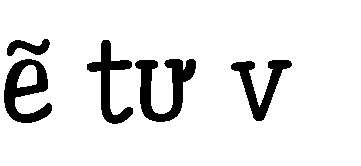 ẽ tư v